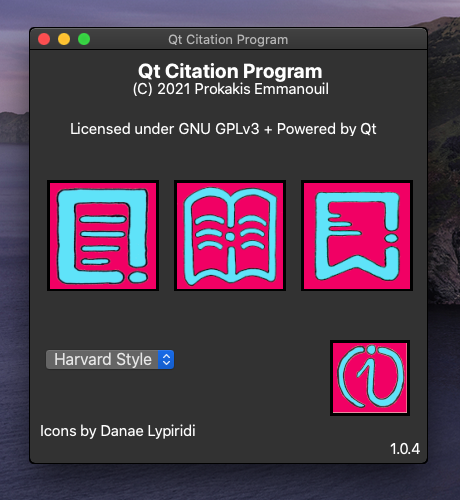 Qt Citation Program
Qt Citation Program
(C) 2021 Prokakis Emmanouil
Licensed under GNU GPLv3 + Powered by Qt
Harvard Style
Icons by Danae Lypiridi
1.0.4